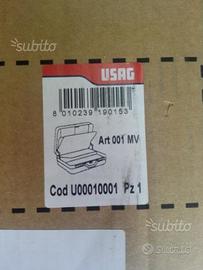 subito
USAG
8 010239 190153
Art 001 MV
Cod U00010001 Pz 1
subito
subito